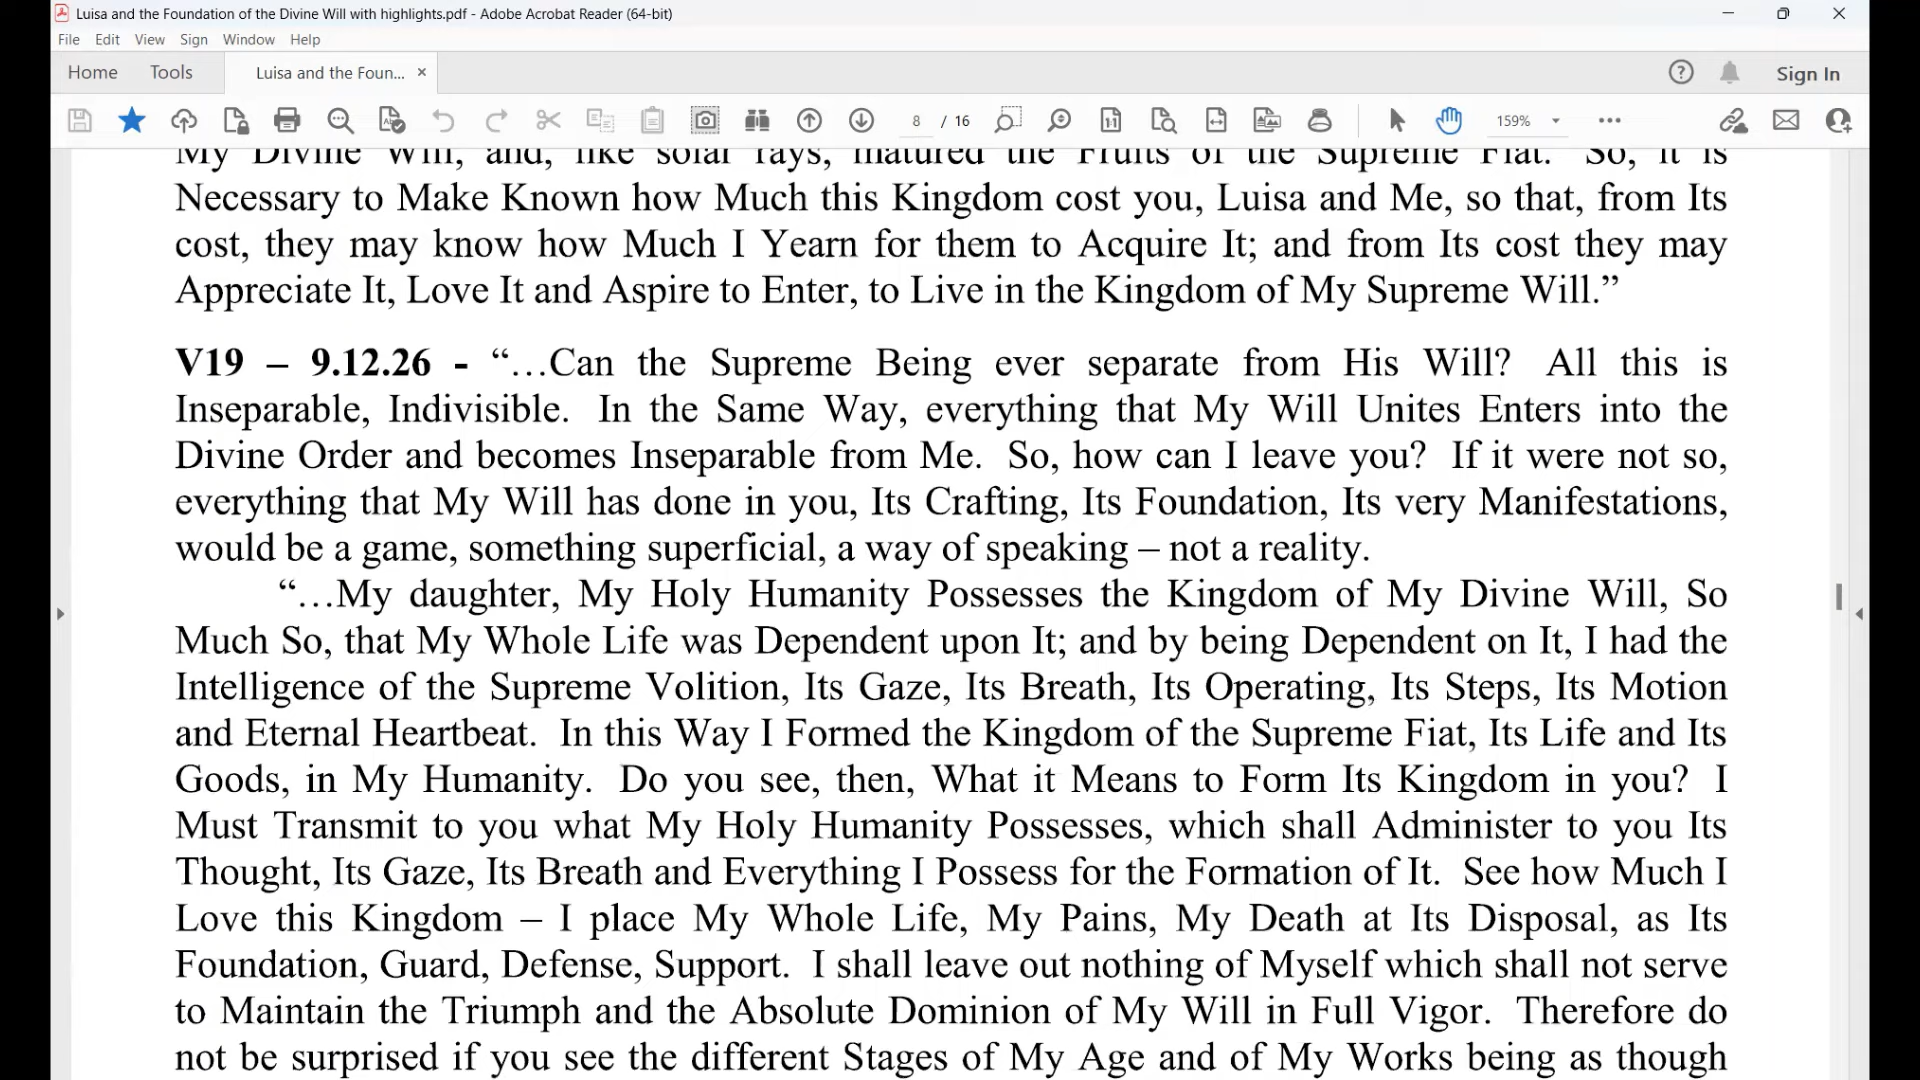 Luisa and the Foundation of the Divine Will with highlights.pdf - Adobe Acrobat Reader (64-bit)
File Edit View Sign Window Help
Home Tools Luisa and the Foun... × Sign In
8 / 16 159%
My Divine Will, and, like solar rays, matured the Fruits of the Supreme Fiat.  So, it is
Necessary to Make Known how Much this Kingdom cost you, Luisa and Me, so that, from Its
cost, they may know how Much I Yearn for them to Acquire It; and from Its cost they may
Appreciate It, Love It and Aspire to Enter, to Live in the Kingdom of My Supreme Will.”
V19 – 9.12.26 - “…Can the Supreme Being ever separate from His Will?  All this is
Inseparable, Indivisible.  In the Same Way, everything that My Will Unites Enters into the
Divine Order and becomes Inseparable from Me.  So, how can I leave you?  If it were not so,
everything that My Will has done in you, Its Crafting, Its Foundation, Its very Manifestations,
would be a game, something superficial, a way of speaking – not a reality.
“…My daughter, My Holy Humanity Possesses the Kingdom of My Divine Will, So
Much So, that My Whole Life was Dependent upon It; and by being Dependent on It, I had the
Intelligence of the Supreme Volition, Its Gaze, Its Breath, Its Operating, Its Steps, Its Motion
and Eternal Heartbeat.  In this Way I Formed the Kingdom of the Supreme Fiat, Its Life and Its
Goods, in My Humanity.  Do you see, then, What it Means to Form Its Kingdom in you?  I
Must Transmit to you what My Holy Humanity Possesses, which shall Administer to you Its
Thought, Its Gaze, Its Breath and Everything I Possess for the Formation of It.  See how Much I
Love this Kingdom – I place My Whole Life, My Pains, My Death at Its Disposal, as Its
Foundation, Guard, Defense, Support.  I shall leave out nothing of Myself which shall not serve
to Maintain the Triumph and the Absolute Dominion of My Will in Full Vigor.  Therefore do
not be surprised if you see the different Stages of My Age and of My Works being as though